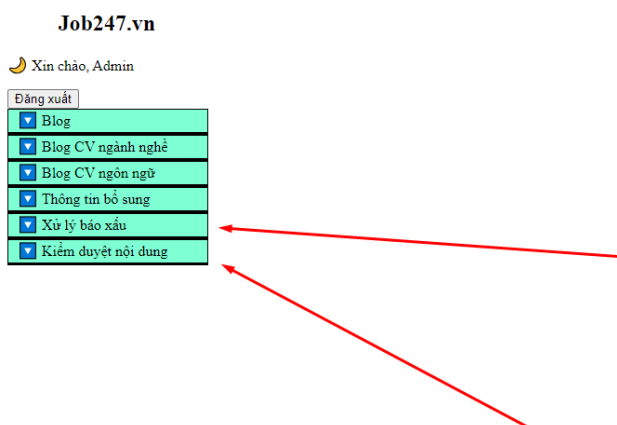 Job247.vn
Xin chào, Admin
Đăng xuất
Blog
Blog CV ngành nghề
Blog CV ngôn ngữ
Thông tin bổ sung
Xử lý báo xấu
Kiểm duyệt nội dung